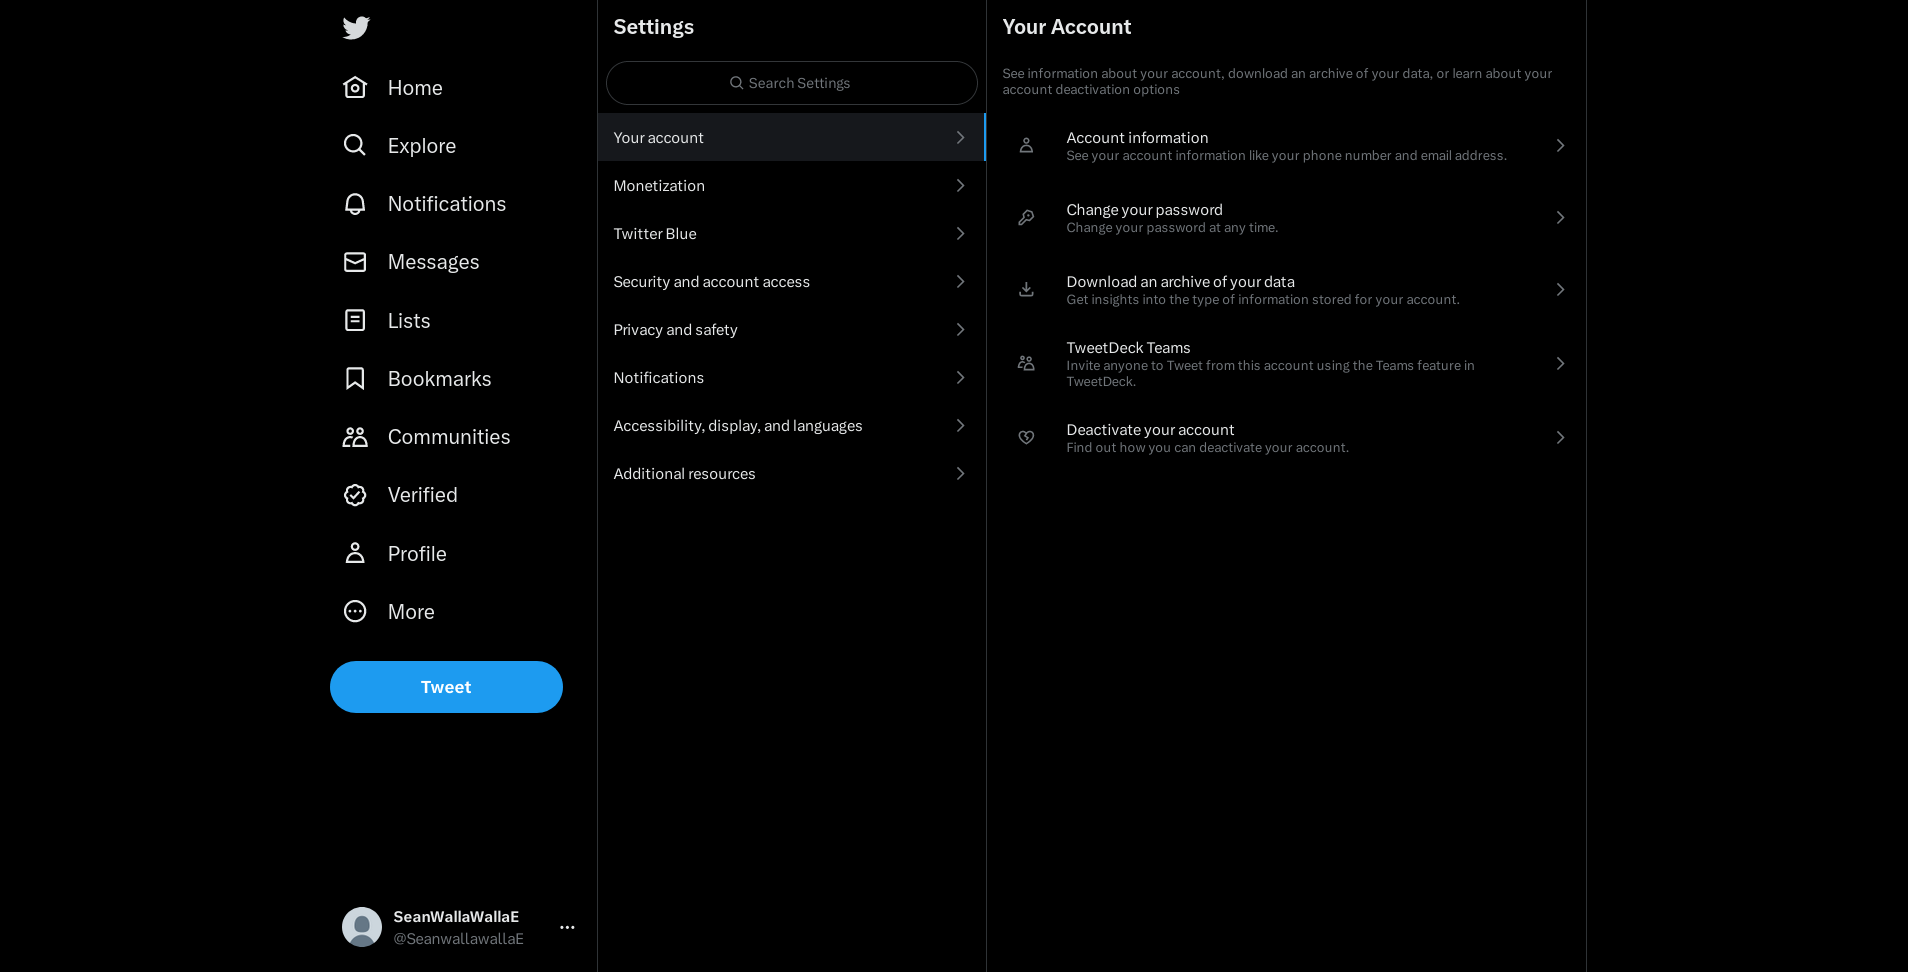 Home
Explore
Notifications
Messages
Lists
Bookmarks
Communities
Verified
Profile
More
Tweet
SeanWallaWallaE
@SeanwallawallaE
Settings
Search Settings
Your account
Monetization
Twitter Blue
Security and account access
Privacy and safety
Notifications
Accessibility, display, and languages
Additional resources
Your Account
See information about your account, download an archive of your data, or learn about your
account deactivation options
Account information
See your account information like your phone number and email address.
Change your password
Change your password at any time.
Download an archive of your data
Get insights into the type of information stored for your account.
TweetDeck Teams
Invite anyone to Tweet from this account using the Teams feature in
TweetDeck.
Deactivate your account
Find out how you can deactivate your account.